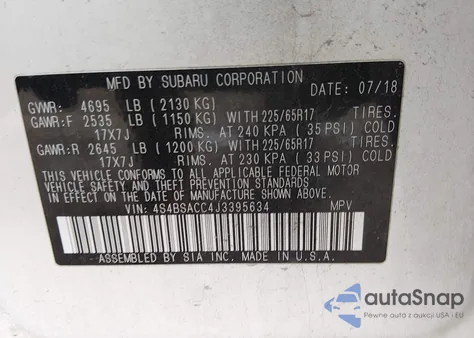 MFD BY SUBARU CORPORATION DATE: 07/18
GVWR: 4695 LB (2130 KG)
GAWR:F 2535 LB (1150 KG) WITH 225/65R17 TIRES.
17X7J RIMS. AT 240 KPA (35 PSI) COLD
GAWR:R 2645 LB (1200 KG) WITH 225/65R17 TIRES.
17X7J RIMS. AT 230 KPA (33 PSI) COLD
THIS VEHICLE CONFORMS TO ALL APPLICABLE FEDERAL MOTOR
VEHICLE SAFETY AND THEFT PREVENTION STANDARDS
IN EFFECT ON THE DATE OF MANUFACTURE SHOWN ABOVE.
VIN: 4S4BSACC4J3395634 MPV
ASSEMBLED BY SIA INC. MADE IN U.S.A.
autoSnap
Pewne auta z aukcji USA i EU